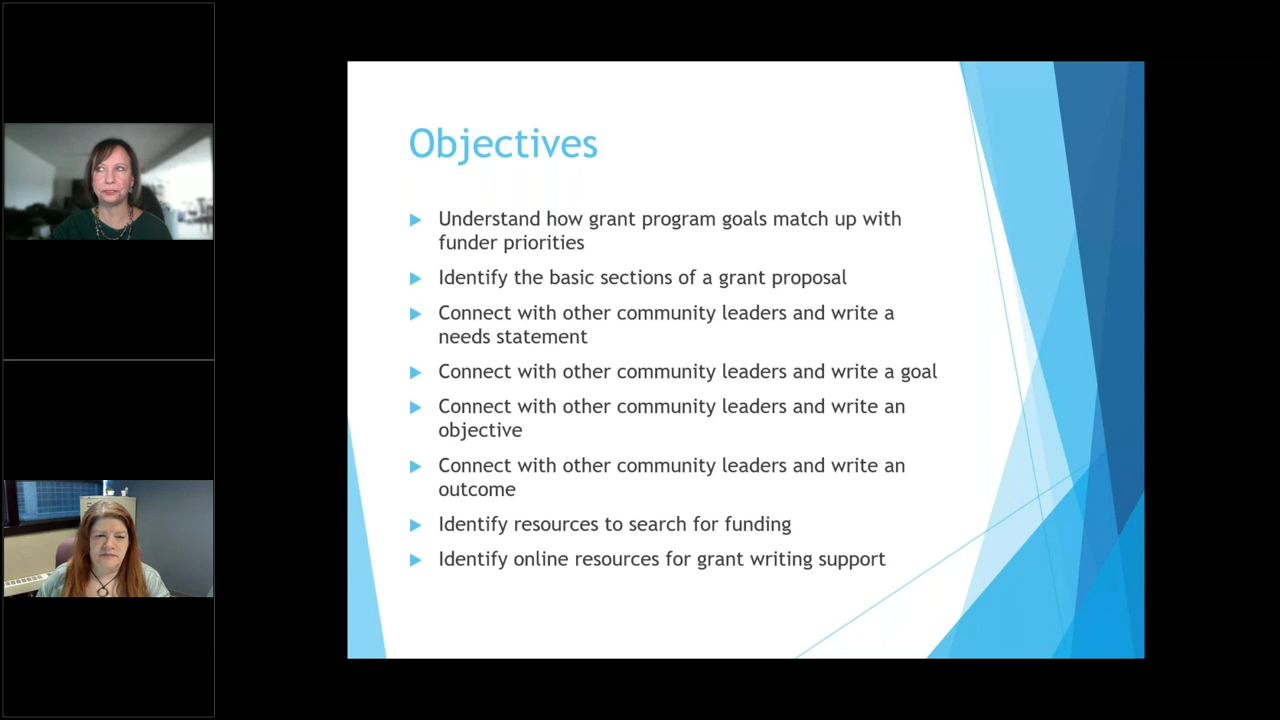 Objectives
Understand how grant program goals match up with
funder priorities
Identify the basic sections of a grant proposal
Connect with other community leaders and write a
needs statement
Connect with other community leaders and write a goal
Connect with other community leaders and write an
objective
Connect with other community leaders and write an
outcome
Identify resources to search for funding
Identify online resources for grant writing support